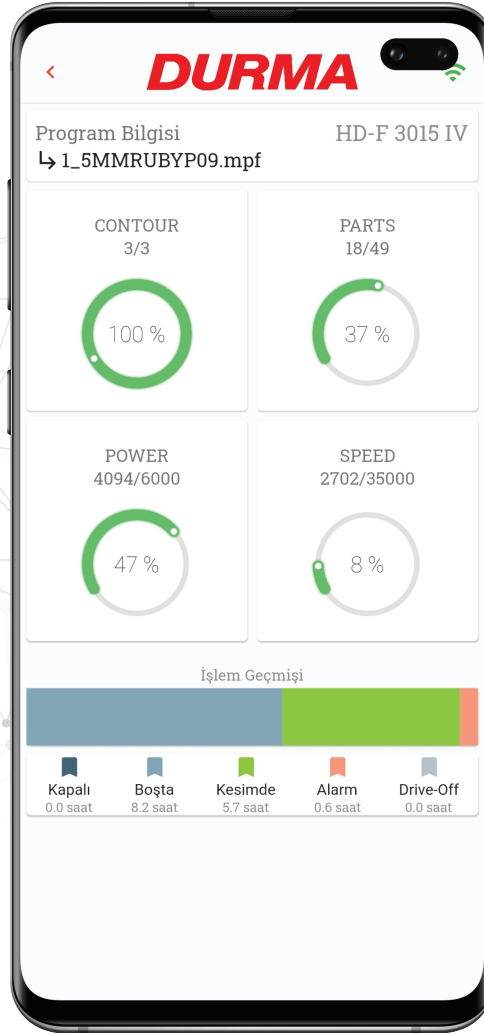 DURMA
Program Bilgisi HD-F 3015 IV
↳ 1_5MMRUBYP09.mpf
CONTOUR
3/3
100 %
PARTS
18/49
37 %
POWER
4094/6000
47 %
SPEED
2702/35000
8 %
İşlem Geçmişi
Kapalı Boşta Kesimde Alarm Drive-Off
0.0 saat 8.2 saat 5.7 saat 0.6 saat 0.0 saat